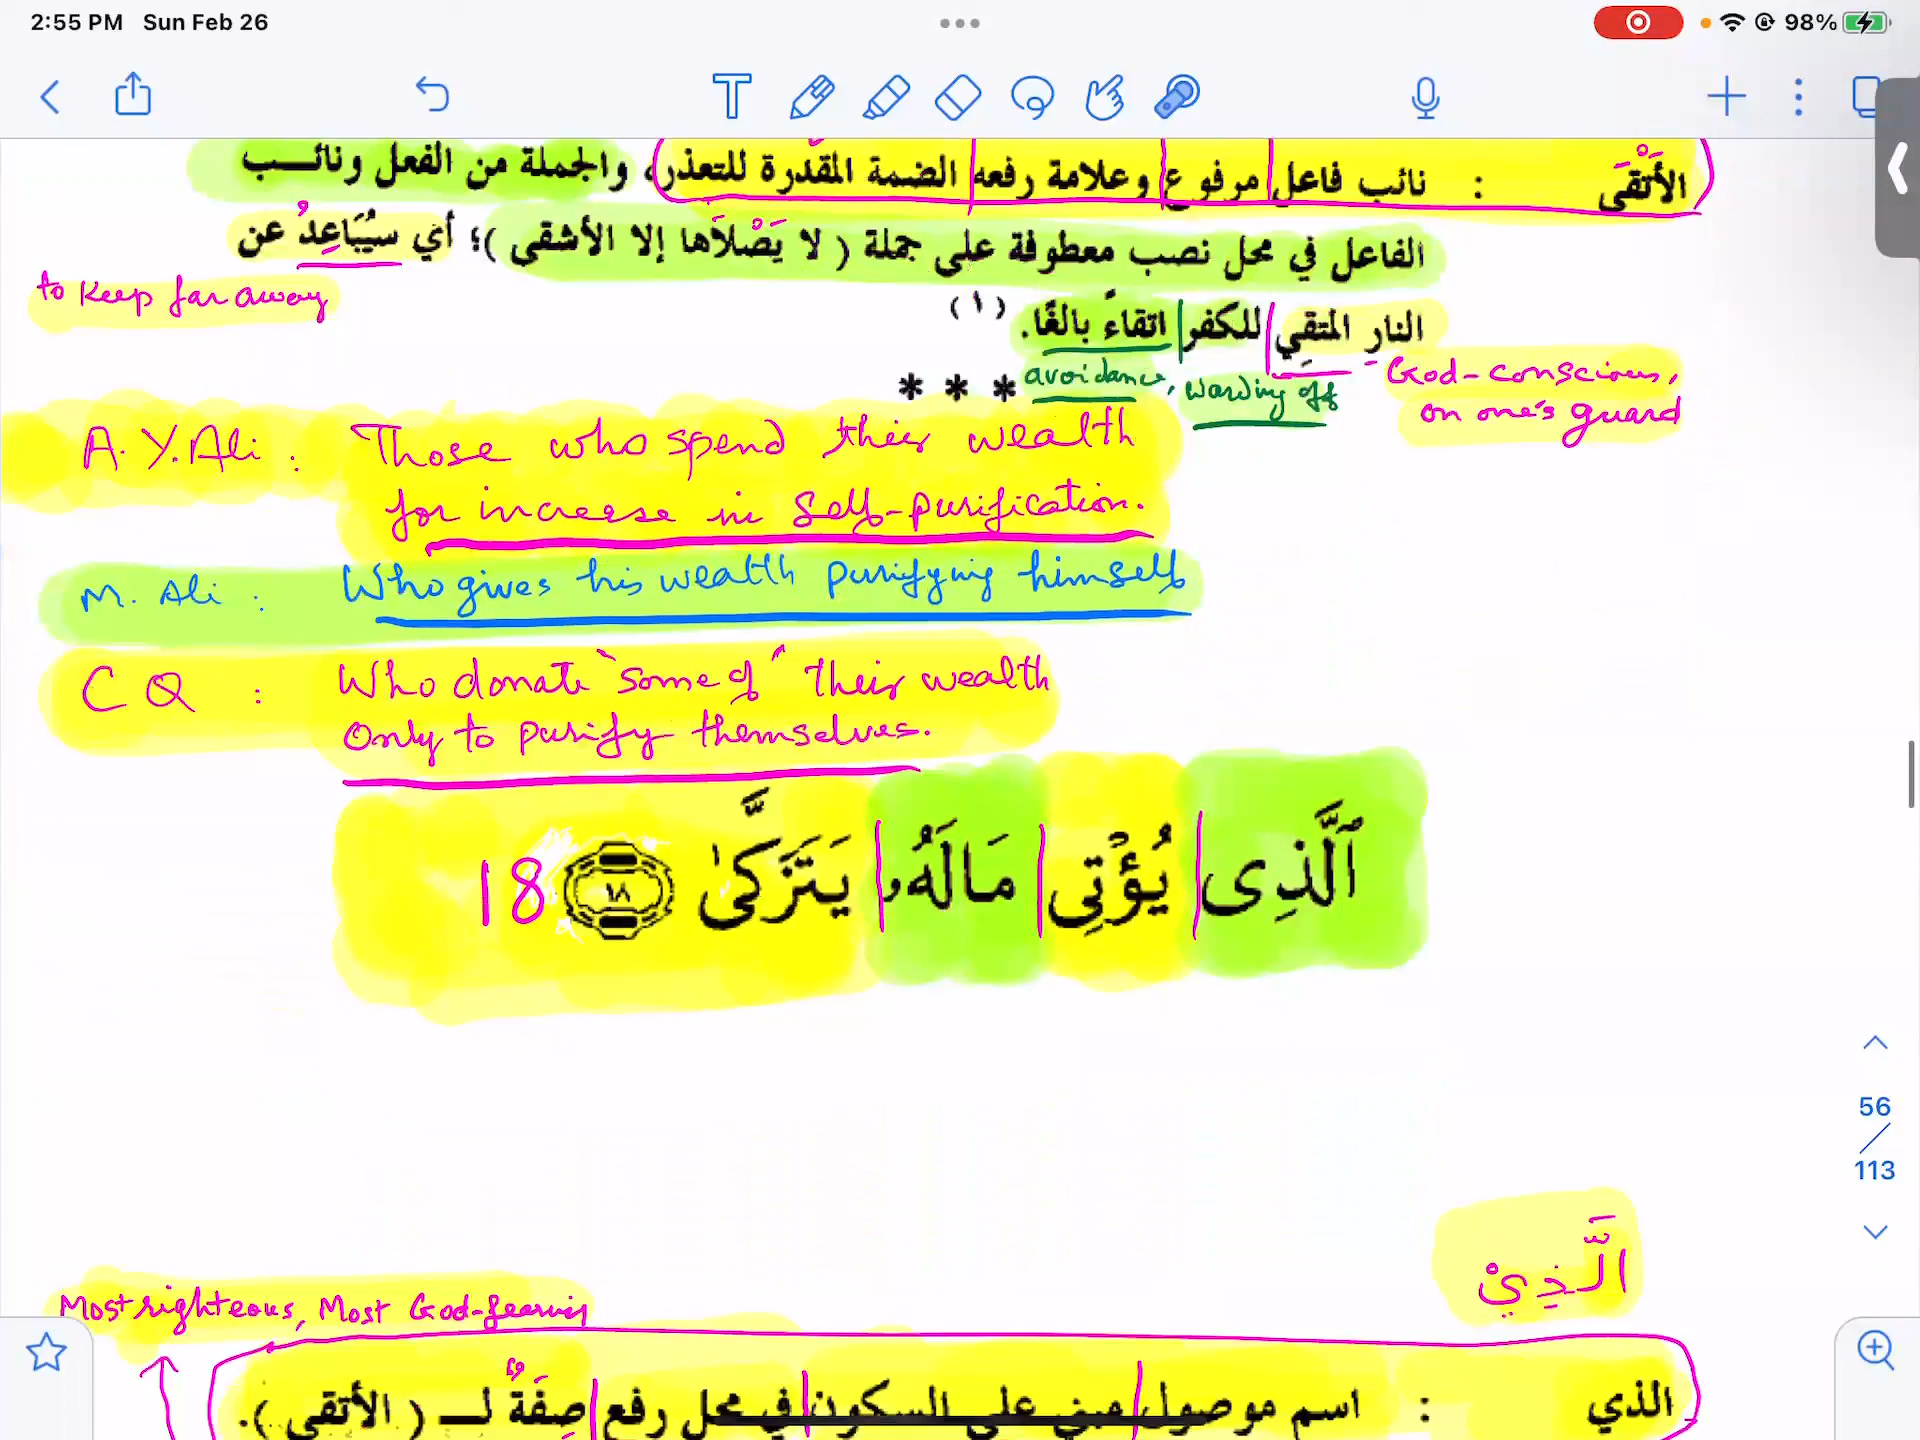 2:55 PM Sun Feb 26
98%
الأَتْقَى : نائب فاعل مرفوع وعلامة رفعه الضمة المقدرة للتعذر، والجملة من الفعل ونائب
الفاعل في محل نصب معطوفة على جملة ( لا يَصْلاَها إلا الأشقى )؛ أي سيُبَاعِدُ عن
to keep far away
النارِ المتقِي للكفر اتقاءً بالغًا. (١)
God-conscious,
on one's guard
avoidance, warding off
* * *
A. Y. Ali : Those who spend their wealth
for increase in self-purification.
M. Ali : Who gives his wealth purifying himself
C Q : Who donate "some of" their wealth
only to purify themselves.
ٱلَّذِى يُؤْتِى مَالَهُۥ يَتَزَكَّىٰ ١٨ 18
56
113
الَّذِيْ
Most righteous, Most God-fearing
الذي : اسم موصول مبني على السكون في محل رفع صِفَةٌ لـ ( الأتقى ).